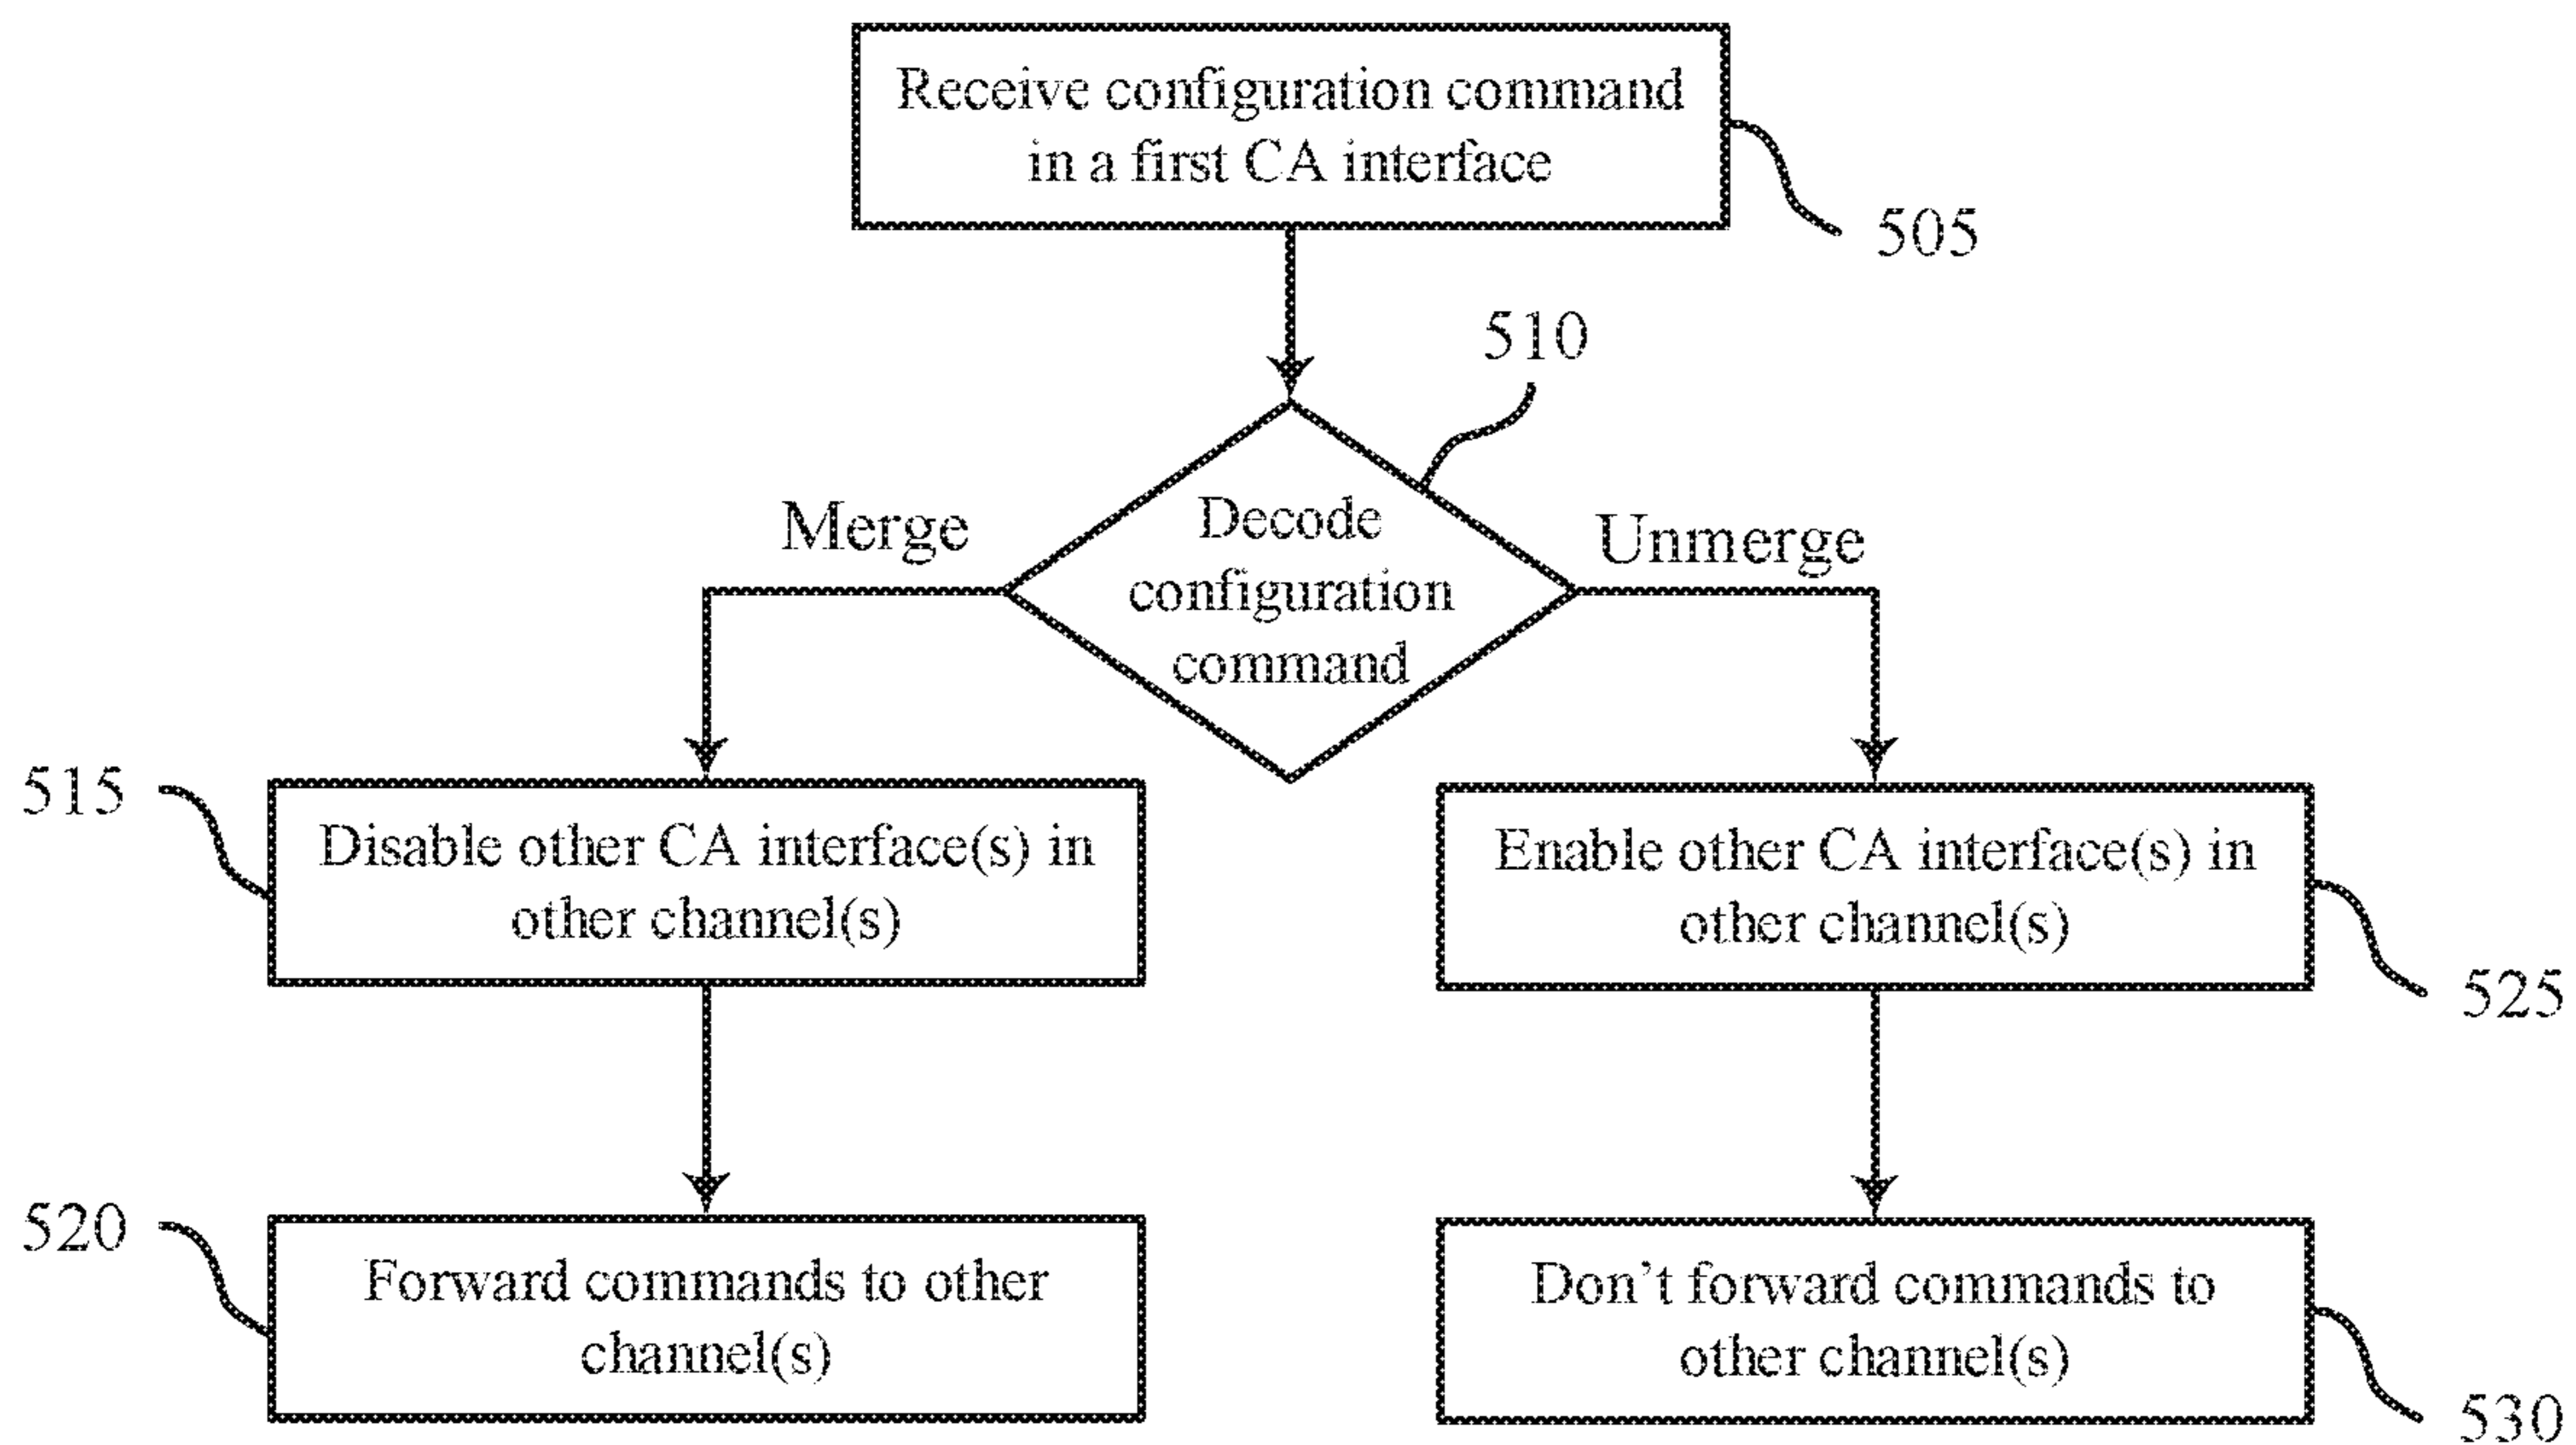 Receive configuration command
in a first CA interface
505
510
Decode
configuration
command
Merge
Unmerge
515
Disable other CA interface(s) in
other channel(s)
Enable other CA interface(s) in
other channel(s)
525
520
Forward commands to other
channel(s)
Don't forward commands to
other channel(s)
530